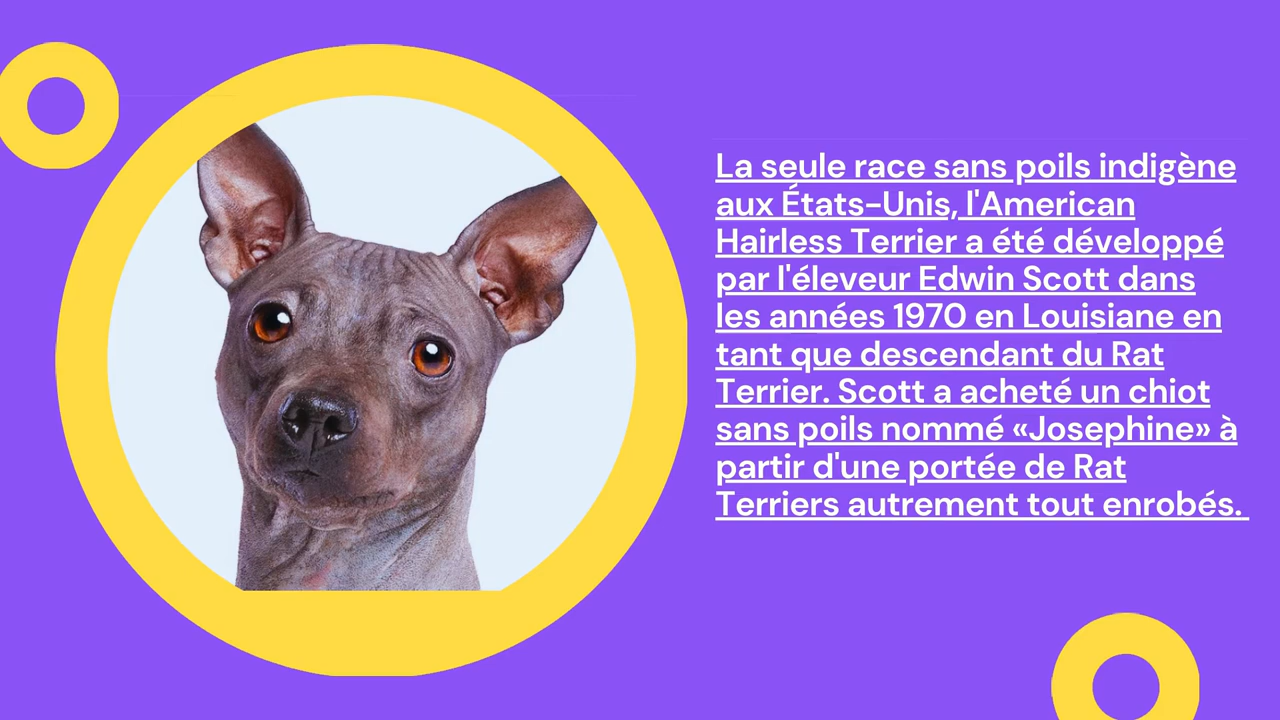 La seule race sans poils indigène
aux États-Unis, l'American
Hairless Terrier a été développé
par l'éleveur Edwin Scott dans
les années 1970 en Louisiane en
tant que descendant du Rat
Terrier. Scott a acheté un chiot
sans poils nommé «Josephine» à
partir d'une portée de Rat
Terriers autrement tout enrobés.